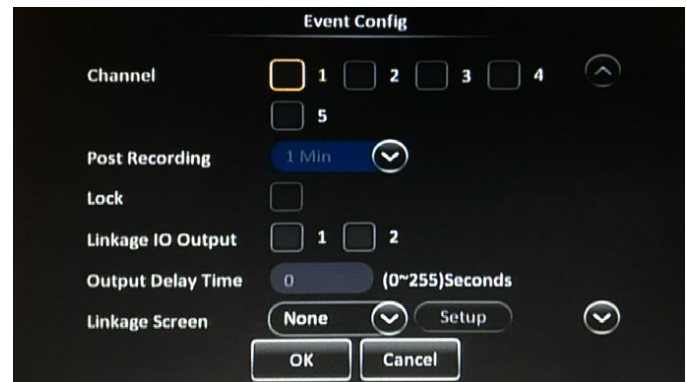 Event Config
Channel 1 2 3 4
5
Post Recording 1 Min
Lock
Linkage IO Output 1 2
Output Delay Time 0 (0~255)Seconds
Linkage Screen None Setup
OK Cancel